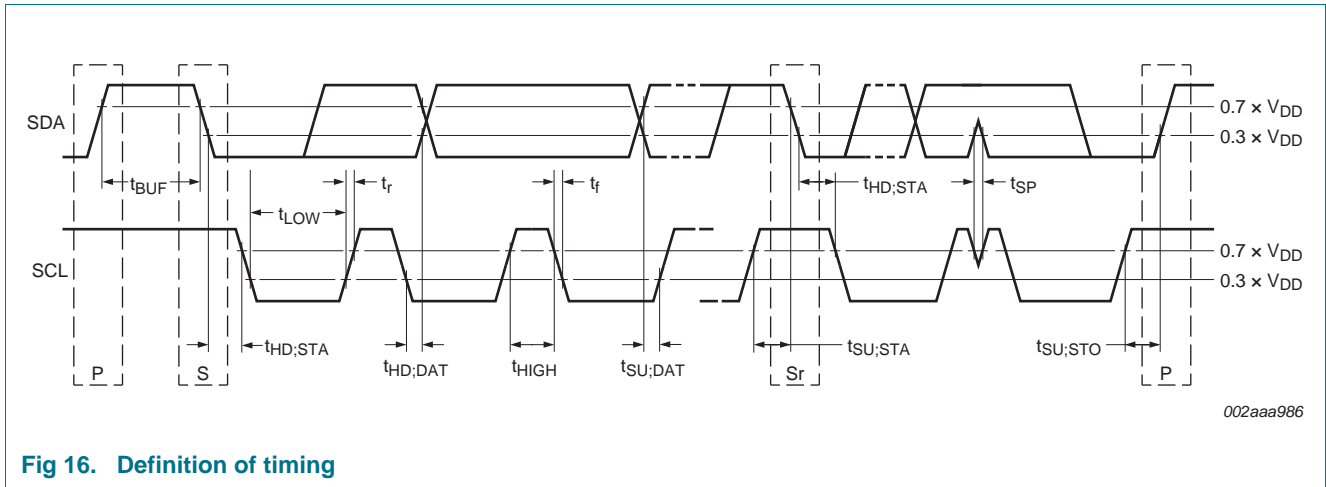 SDA
0.7 × VDD
0.3 × VDD
tBUF
tr
tf
tHD;STA
tSP
tLOW
SCL
0.7 × VDD
0.3 × VDD
tHD;STA
tHD;DAT
tHIGH
tSU;DAT
tSU;STA
tSU;STO
P
S
Sr
P
002aaa986
Fig 16. Definition of timing